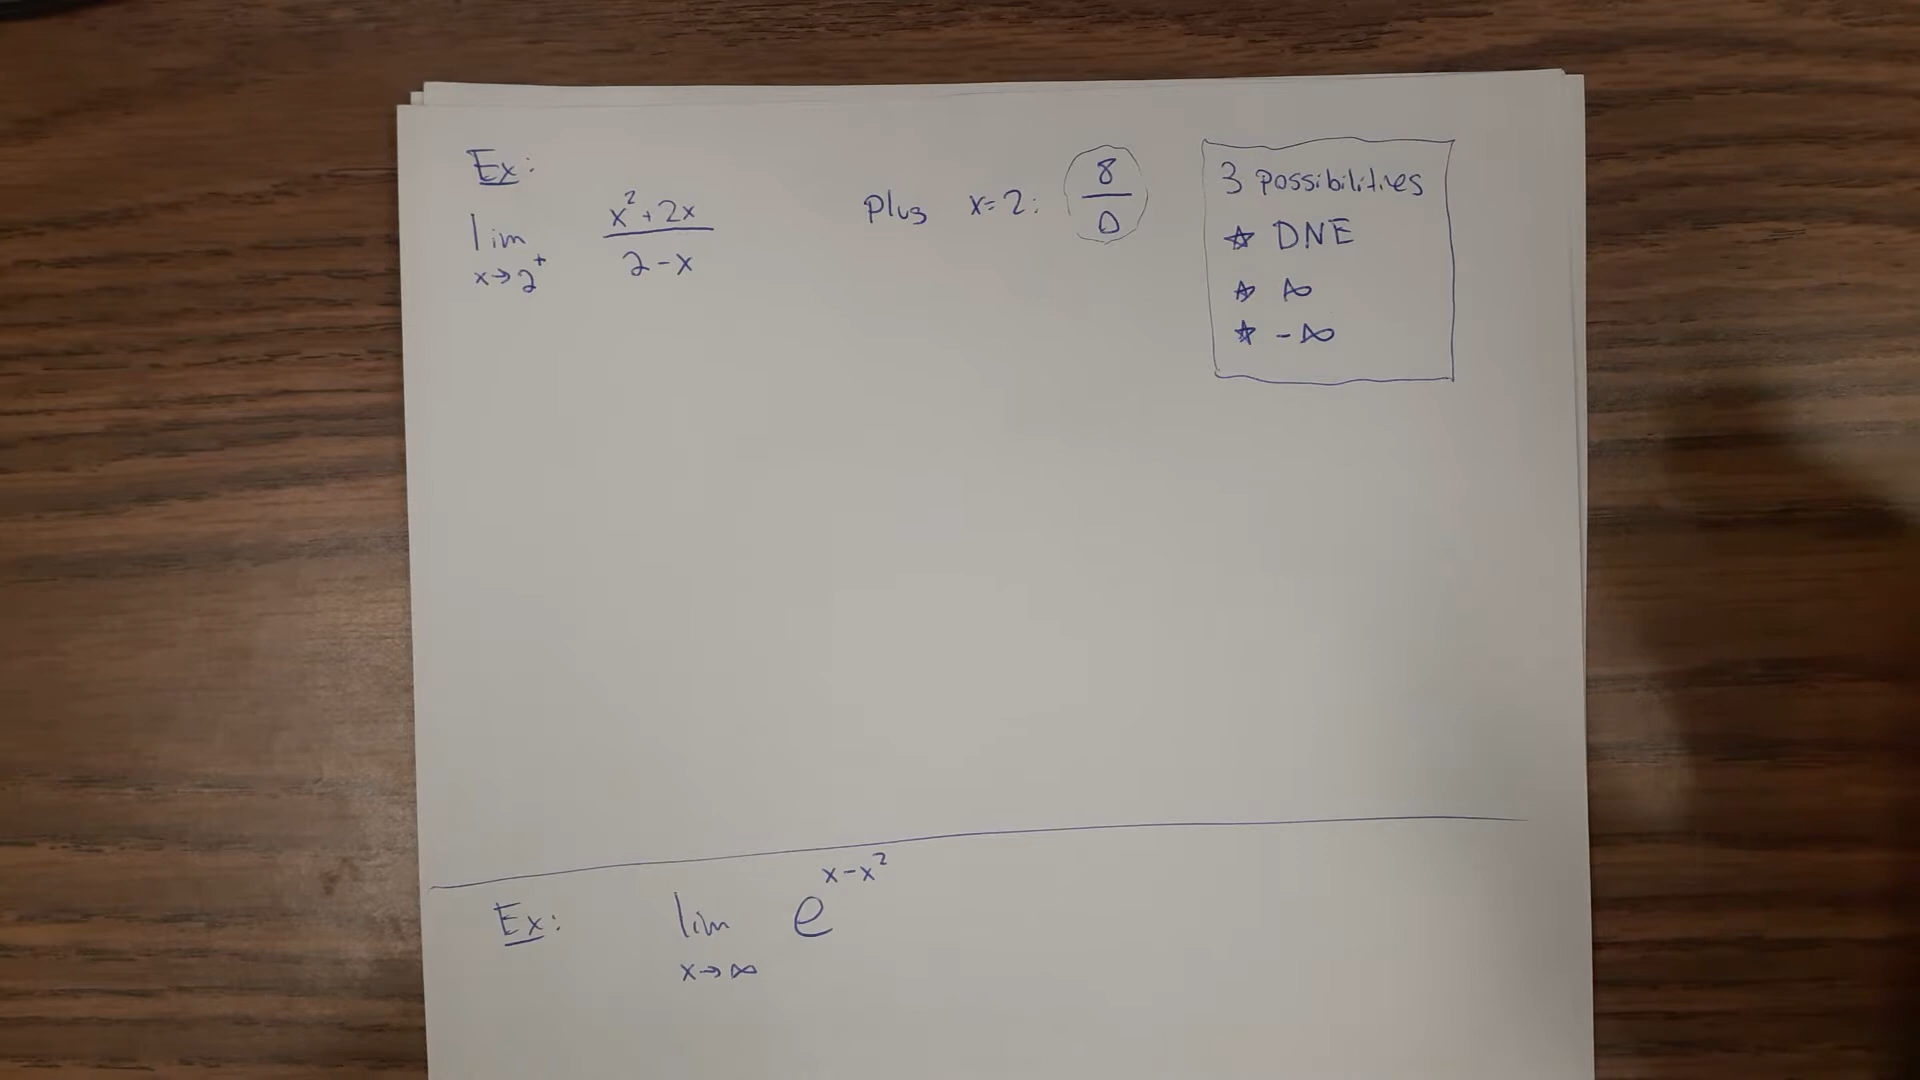 Ex:
lim x→2⁺ (x²+2x)/(2-x)
Plug x=2: 8/0
3 possibilities
☆ DNE
☆ ∞
☆ -∞
Ex: lim x→∞ e^(x-x²)